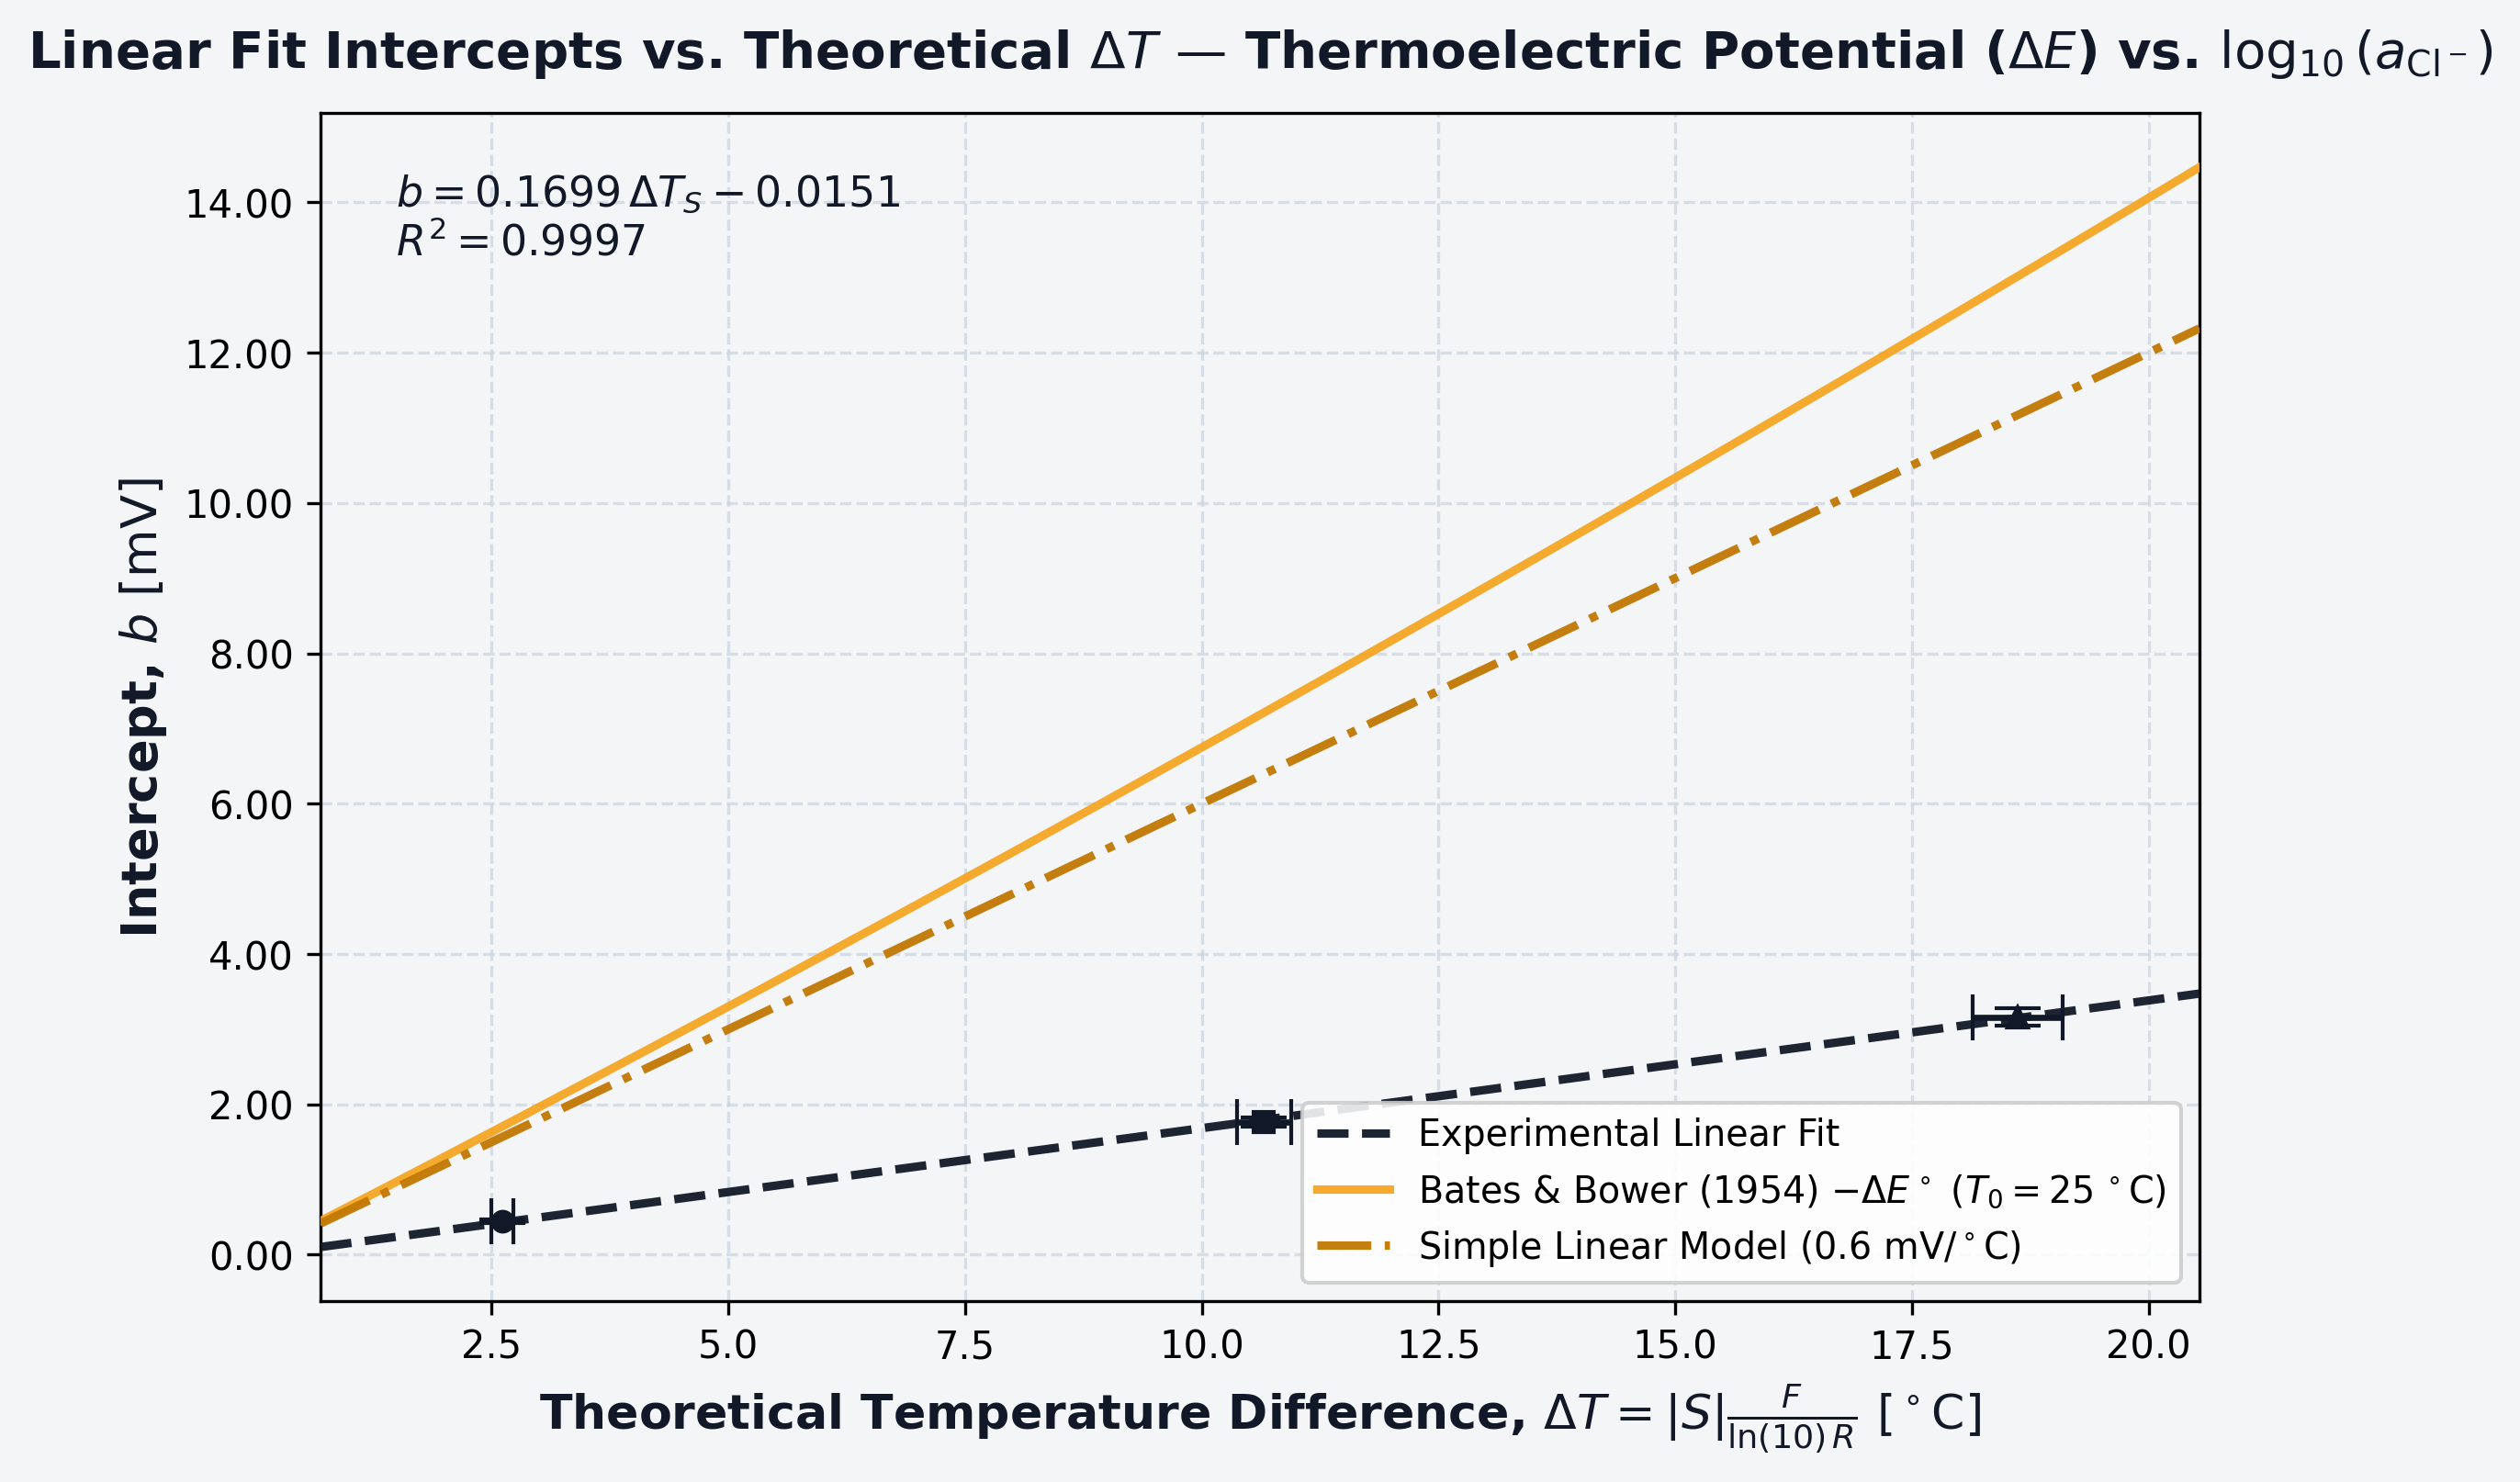 Linear Fit Intercepts vs. Theoretical ΔT — Thermoelectric Potential (ΔE) vs. log₁₀(a_Cl⁻)
b = 0.1699 ΔT_S − 0.0151
R² = 0.9997
Intercept, b [mV]
14.00
12.00
10.00
8.00
6.00
4.00
2.00
0.00
Experimental Linear Fit
Bates & Bower (1954) −ΔE° (T₀ = 25 °C)
Simple Linear Model (0.6 mV/°C)
2.5 5.0 7.5 10.0 12.5 15.0 17.5 20.0
Theoretical Temperature Difference, ΔT = |S| F/(ln(10) R) [°C]